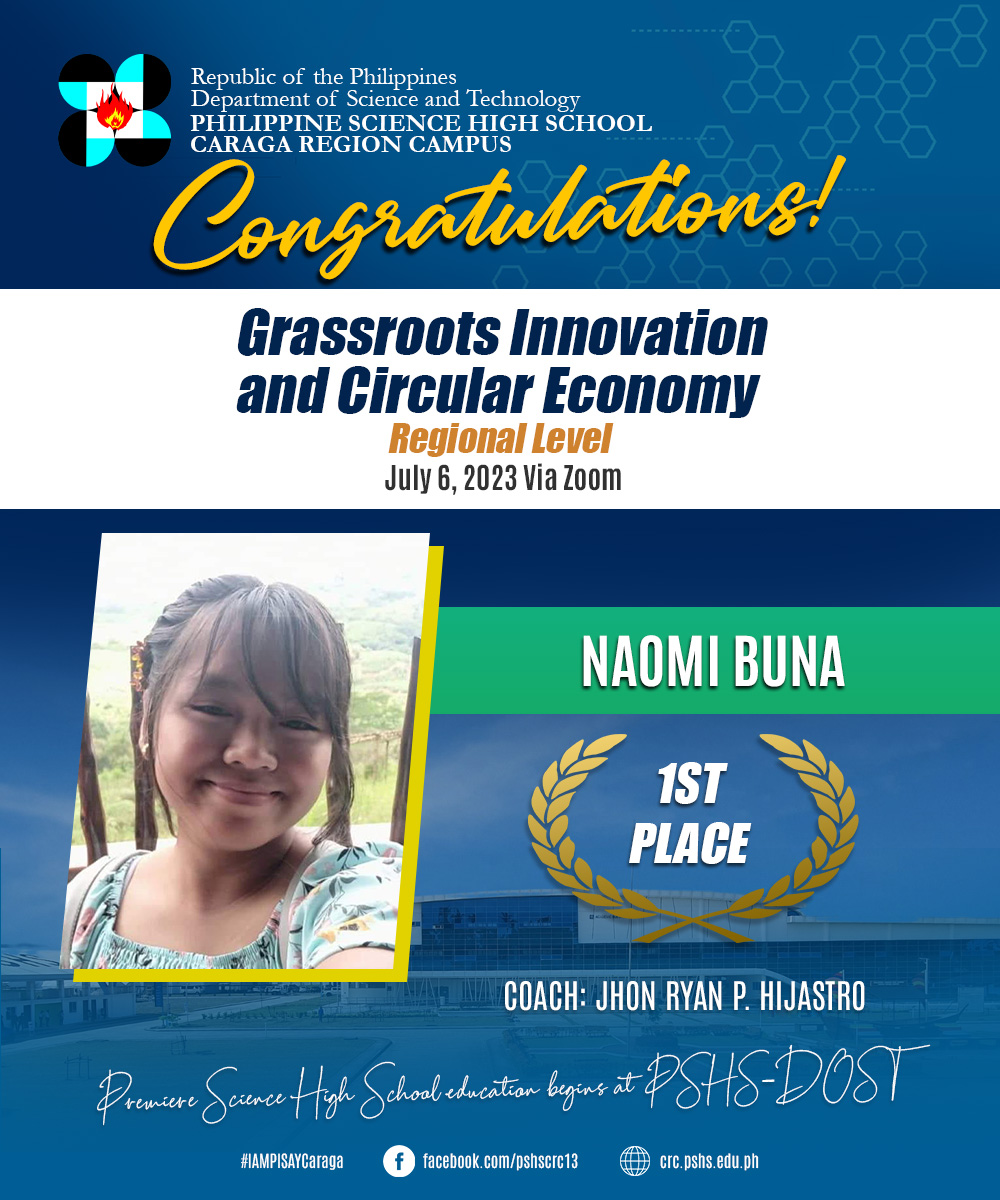 Republic of the Philippines
Department of Science and Technology
PHILIPPINE SCIENCE HIGH SCHOOL
CARAGA REGION CAMPUS
Congratulations!
Grassroots Innovation
and Circular Economy
Regional Level
July 6, 2023 Via Zoom
NAOMI BUNA
1ST
PLACE
COACH: JHON RYAN P. HIJASTRO
Premiere Science High School education begins at PSHS-DOST
#IAMPISAYCaraga
facebook.com/pshscrc13
crc.pshs.edu.ph